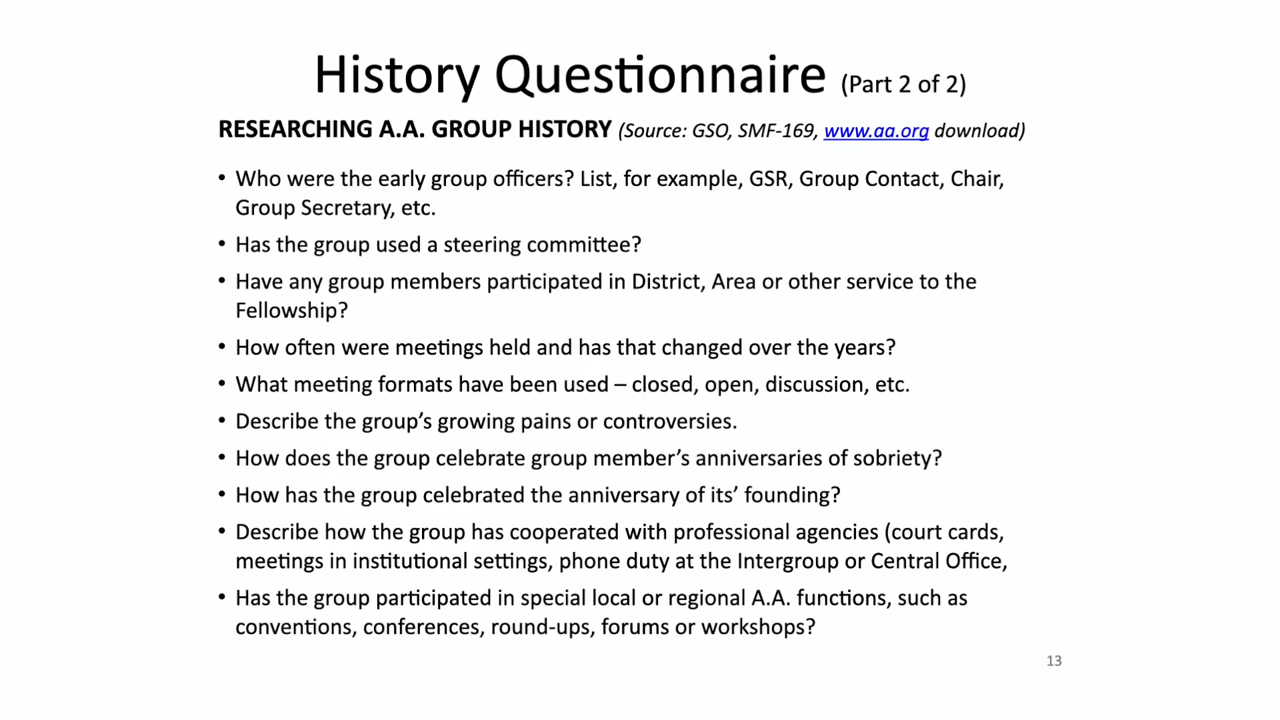 History Questionnaire (Part 2 of 2)
RESEARCHING A.A. GROUP HISTORY (Source: GSO, SMF-169, www.aa.org download)
• Who were the early group officers? List, for example, GSR, Group Contact, Chair,
Group Secretary, etc.
• Has the group used a steering committee?
• Have any group members participated in District, Area or other service to the
Fellowship?
• How often were meetings held and has that changed over the years?
• What meeting formats have been used – closed, open, discussion, etc.
• Describe the group's growing pains or controversies.
• How does the group celebrate group member's anniversaries of sobriety?
• How has the group celebrated the anniversary of its' founding?
• Describe how the group has cooperated with professional agencies (court cards,
meetings in institutional settings, phone duty at the Intergroup or Central Office,
• Has the group participated in special local or regional A.A. functions, such as
conventions, conferences, round-ups, forums or workshops?
13